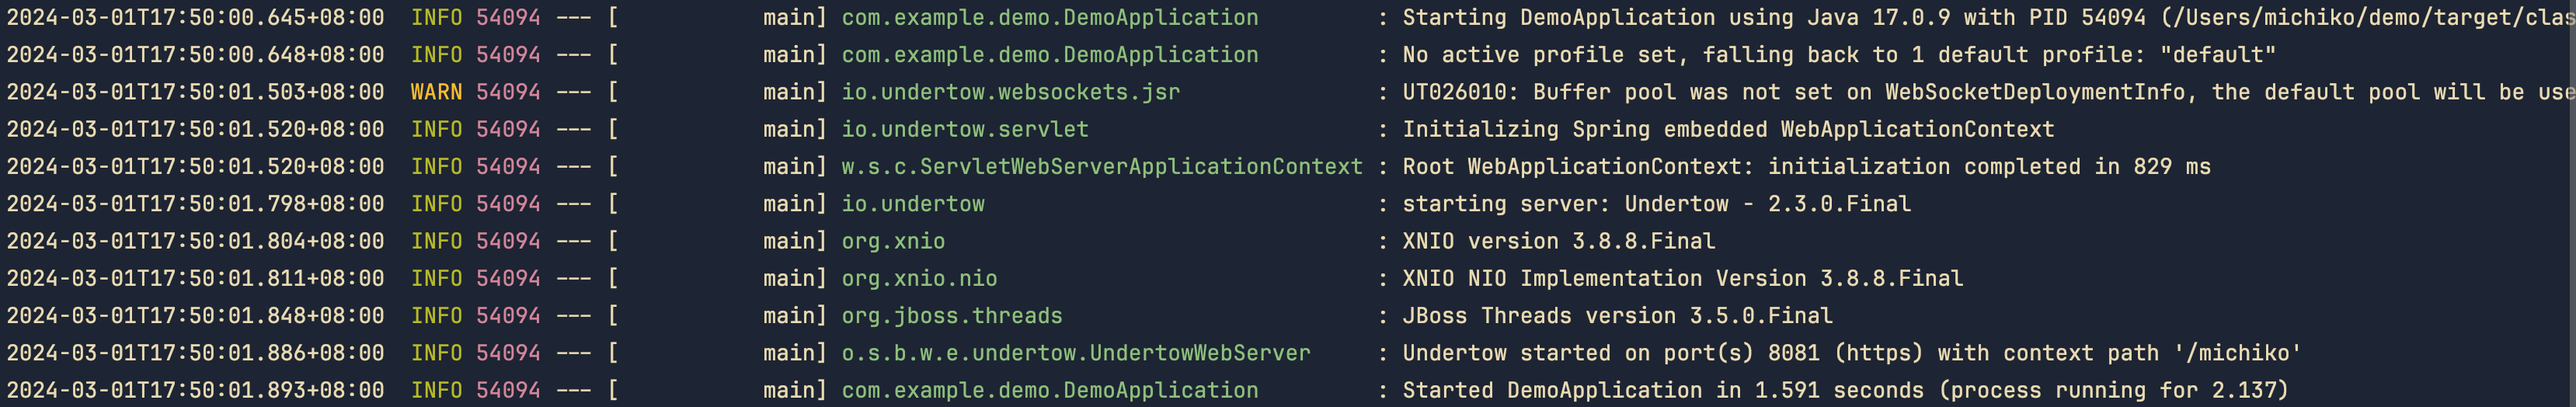 2024-03-01T17:50:00.645+08:00  INFO 54094 --- [           main] com.example.demo.DemoApplication         : Starting DemoApplication using Java 17.0.9 with PID 54094 (/Users/michiko/demo/target/clas
2024-03-01T17:50:00.648+08:00  INFO 54094 --- [           main] com.example.demo.DemoApplication         : No active profile set, falling back to 1 default profile: "default"
2024-03-01T17:50:01.503+08:00  WARN 54094 --- [           main] io.undertow.websockets.jsr               : UT026010: Buffer pool was not set on WebSocketDeploymentInfo, the default pool will be use
2024-03-01T17:50:01.520+08:00  INFO 54094 --- [           main] io.undertow.servlet                      : Initializing Spring embedded WebApplicationContext
2024-03-01T17:50:01.520+08:00  INFO 54094 --- [           main] w.s.c.ServletWebServerApplicationContext : Root WebApplicationContext: initialization completed in 829 ms
2024-03-01T17:50:01.798+08:00  INFO 54094 --- [           main] io.undertow                              : starting server: Undertow - 2.3.0.Final
2024-03-01T17:50:01.804+08:00  INFO 54094 --- [           main] org.xnio                                 : XNIO version 3.8.8.Final
2024-03-01T17:50:01.811+08:00  INFO 54094 --- [           main] org.xnio.nio                             : XNIO NIO Implementation Version 3.8.8.Final
2024-03-01T17:50:01.848+08:00  INFO 54094 --- [           main] org.jboss.threads                        : JBoss Threads version 3.5.0.Final
2024-03-01T17:50:01.886+08:00  INFO 54094 --- [           main] o.s.b.w.e.undertow.UndertowWebServer     : Undertow started on port(s) 8081 (https) with context path '/michiko'
2024-03-01T17:50:01.893+08:00  INFO 54094 --- [           main] com.example.demo.DemoApplication         : Started DemoApplication in 1.591 seconds (process running for 2.137)